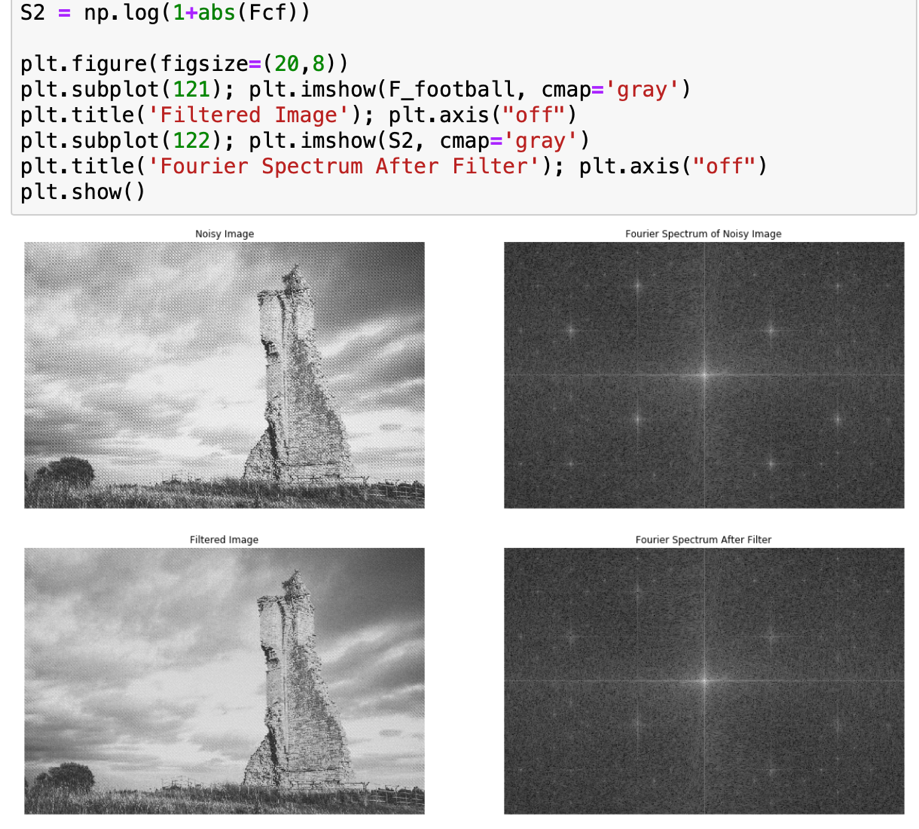 S2 = np.log(1+abs(Fcf))
plt.figure(figsize=(20,8))
plt.subplot(121); plt.imshow(F_football, cmap='gray')
plt.title('Filtered Image'); plt.axis("off")
plt.subplot(122); plt.imshow(S2, cmap='gray')
plt.title('Fourier Spectrum After Filter'); plt.axis("off")
plt.show()
Noisy Image
Fourier Spectrum of Noisy Image
Filtered Image
Fourier Spectrum After Filter